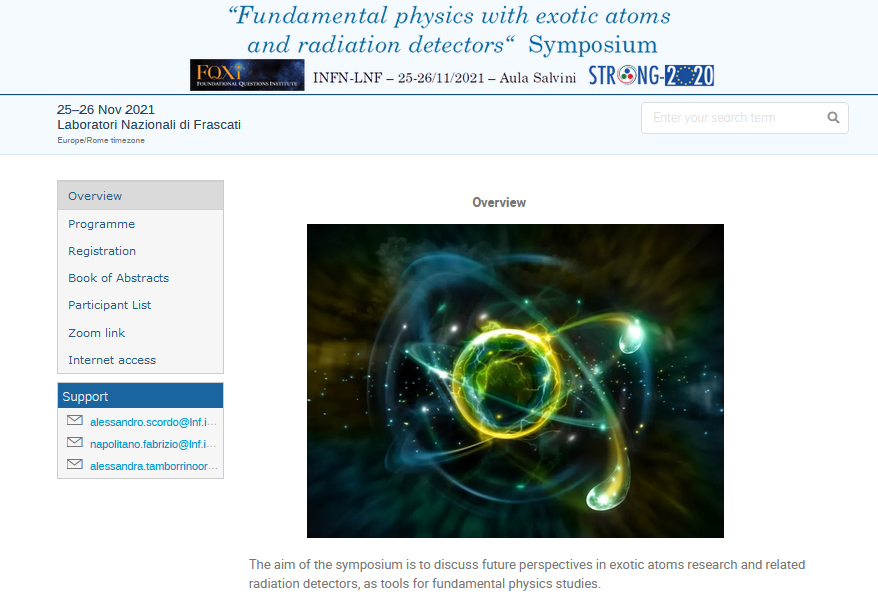 “Fundamental physics with exotic atoms
and radiation detectors“ Symposium
FQXi
FOUNDATIONAL QUESTIONS INSTITUTE
INFN-LNF – 25-26/11/2021 – Aula Salvini
STRONG-2020
25–26 Nov 2021
Laboratori Nazionali di Frascati
Europe/Rome timezone
Enter your search term
Overview
Programme
Registration
Book of Abstracts
Participant List
Zoom link
Internet access
Support
alessandro.scordo@lnf.i...
napolitano.fabrizio@lnf.i...
alessandra.tamborrinoor...
Overview
The aim of the symposium is to discuss future perspectives in exotic atoms research and related
radiation detectors, as tools for fundamental physics studies.